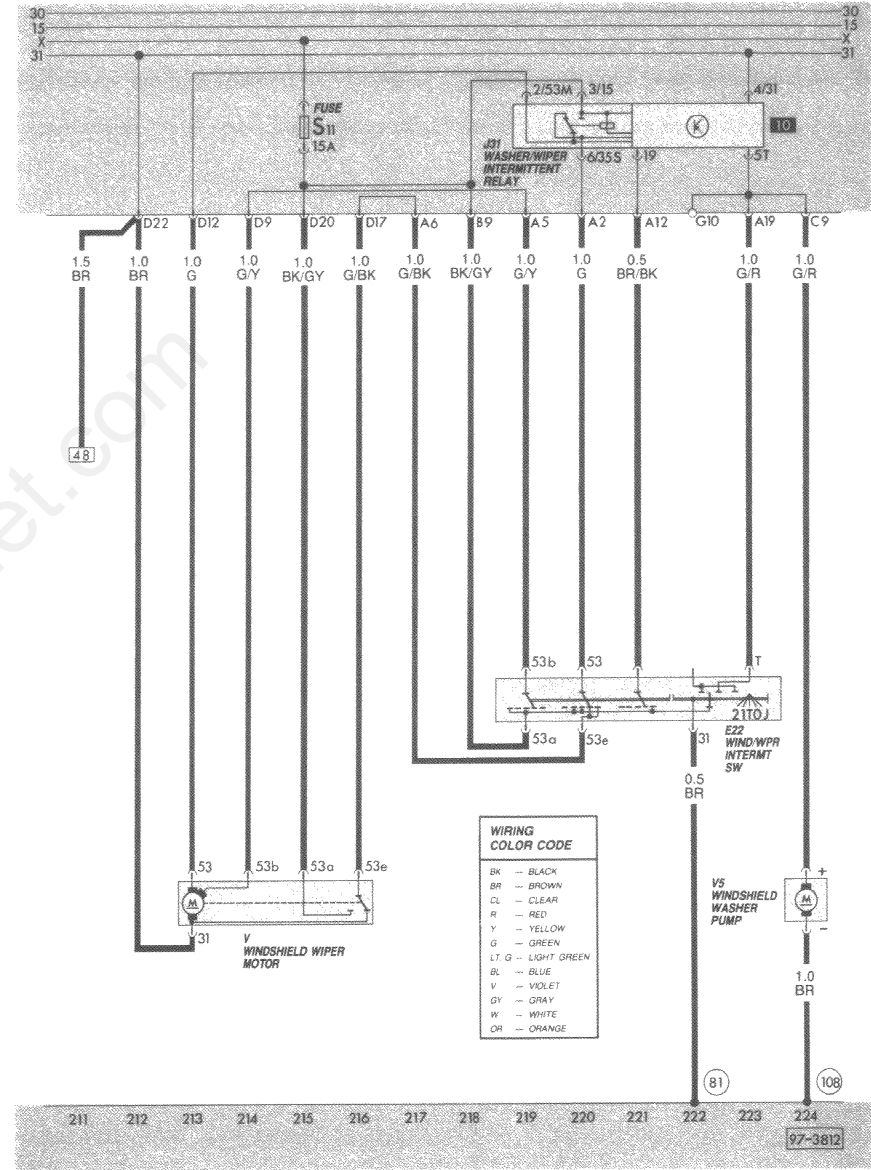 30 30
15 15
X X
31 31
2/53M 3/15 4/31
FUSE
S11
15A
10
K
J31
WASHER/WIPER
INTERMITTENT
RELAY
6/35S 19 5T
D22 D12 D9 D20 D17 A6 B9 A5 A2 A12 G10 A19 C9
1.5 1.0 1.0 1.0 1.0 1.0 1.0 1.0 1.0 1.0 0.5 1.0 1.0
BR BR G G/Y BK/GY G/BK G/BK BK/GY G/Y G BR/BK G/R G/R
48
53b 53 T
21TOJ
53a 53e 31
E22
WIND/WPR
INTERMT
SW
0.5
BR
WIRING
COLOR CODE
BK – BLACK
BR – BROWN
CL – CLEAR
R – RED
Y – YELLOW
G – GREEN
LT. G – LIGHT GREEN
BL – BLUE
V – VIOLET
GY – GRAY
W – WHITE
OR – ORANGE
53 53b 53a 53e
M
31
V
WINDSHIELD WIPER
MOTOR
V5
WINDSHIELD
WASHER
PUMP
+
M
–
1.0
BR
81 108
211 212 213 214 215 216 217 218 219 220 221 222 223 224
97-3812
et.com